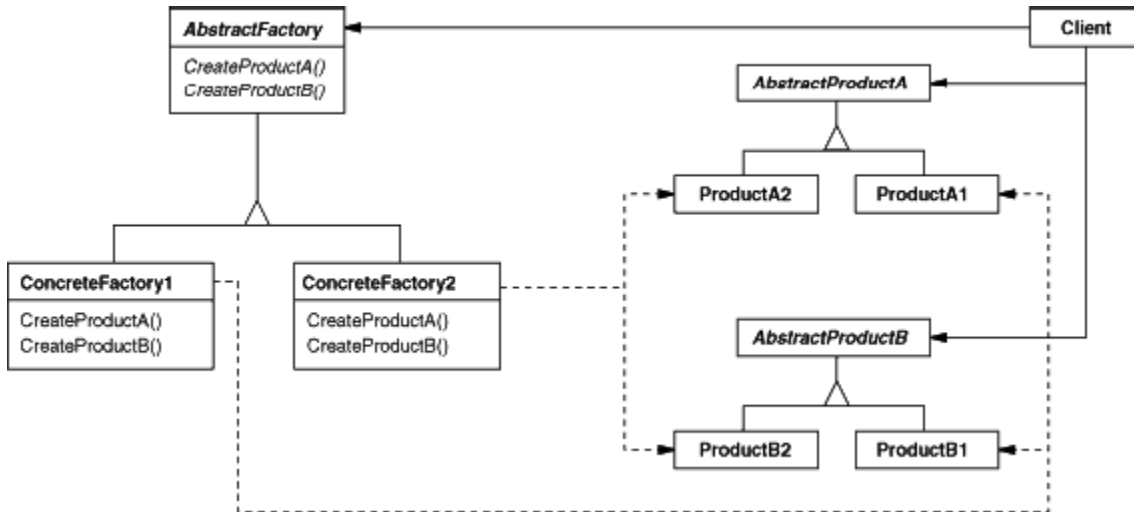 AbstractFactory
CreateProductA()
CreateProductB()
Client
AbstractProductA
ProductA2
ProductA1
ConcreteFactory1
CreateProductA()
CreateProductB()
ConcreteFactory2
CreateProductA()
CreateProductB()
AbstractProductB
ProductB2
ProductB1